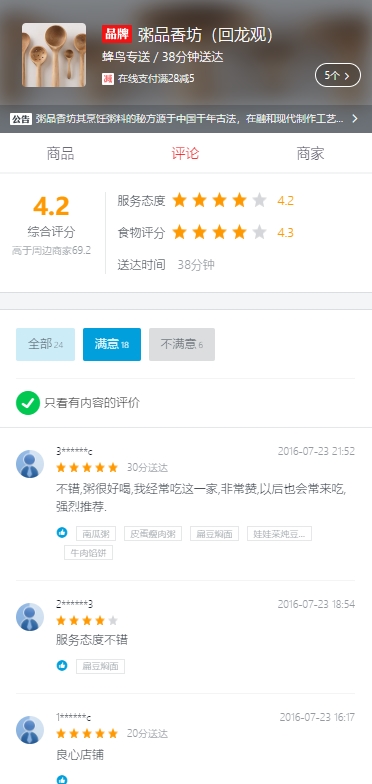 品牌 粥品香坊（回龙观）
蜂鸟专送 / 38分钟送达
减 在线支付满28减5
5个
公告 粥品香坊其烹饪粥料的秘方源于中国千年古法，在融和现代制作工艺...
商品 评论 商家
4.2
综合评分
高于周边商家69.2
服务态度 4.2
食物评分 4.3
送达时间 38分钟
全部 24 满意 18 不满意 6
只看有内容的评价
3******c 2016-07-23 21:52
30分送达
不错,粥很好喝,我经常吃这一家,非常赞,以后也会常来吃,
强烈推荐.
南瓜粥 皮蛋瘦肉粥 扁豆焖面 娃娃菜炖豆...
牛肉馅饼
2******3 2016-07-23 18:54
服务态度不错
扁豆焖面
1******c 2016-07-23 16:17
20分送达
良心店铺